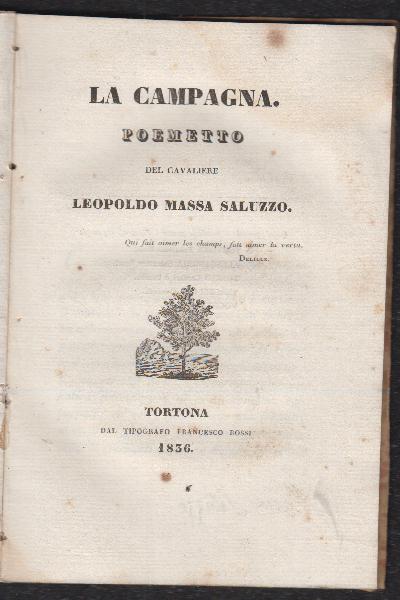 LA CAMPAGNA.
POEMETTO
DEL CAVALIERE
LEOPOLDO MASSA SALUZZO.
Qui fait aimer les champs, fait aimer la vertu.
DELILLE.
TORTONA
DAL TIPOGRAFO FRANCESCO ROSSI
1836.